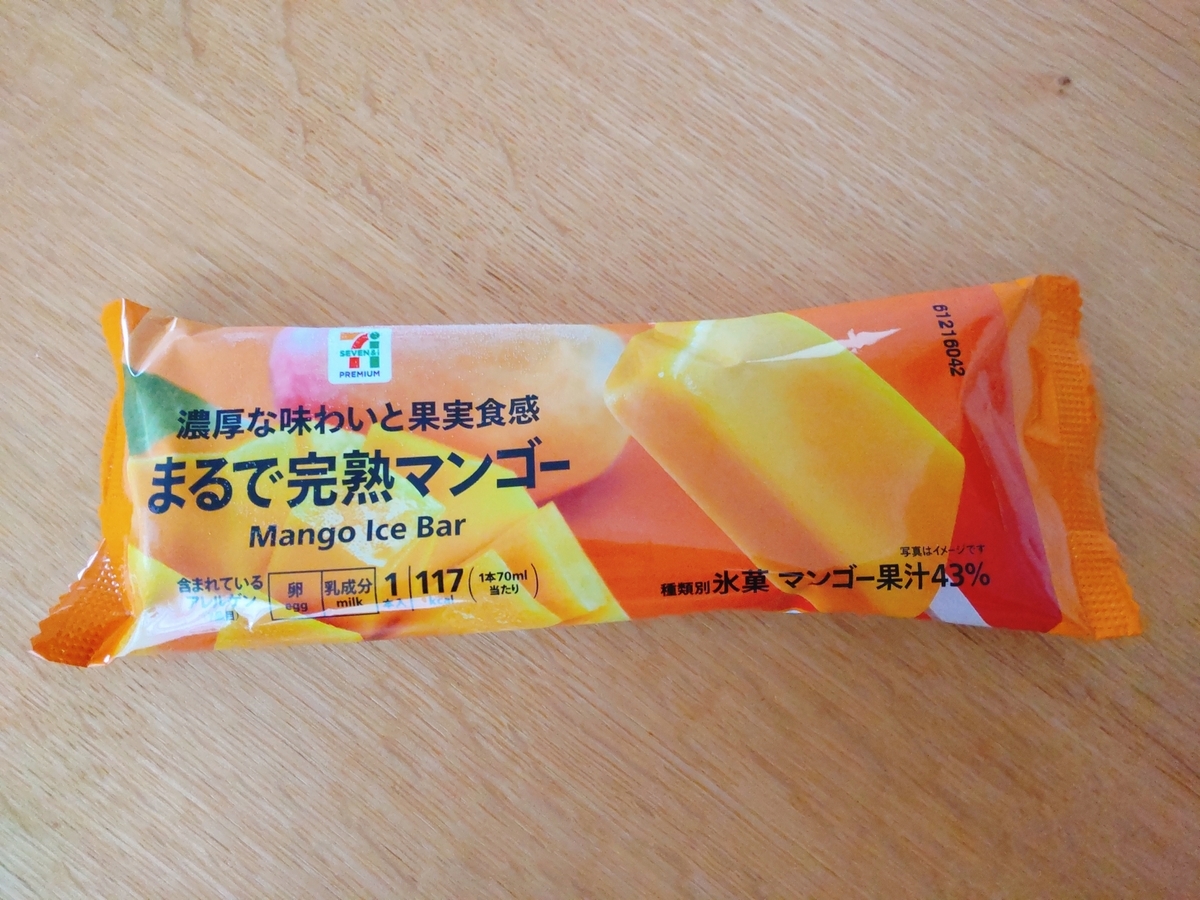 SEVEN&i
PREMIUM
61216042
濃厚な味わいと果実食感
まるで完熟マンゴー
Mango Ice Bar
写真はイメージです
種類別 氷菓 マンゴー果汁43%
含まれている
アレルゲン
卵
egg
乳成分
milk
1
本入
117
kcal
1本70ml
当たり